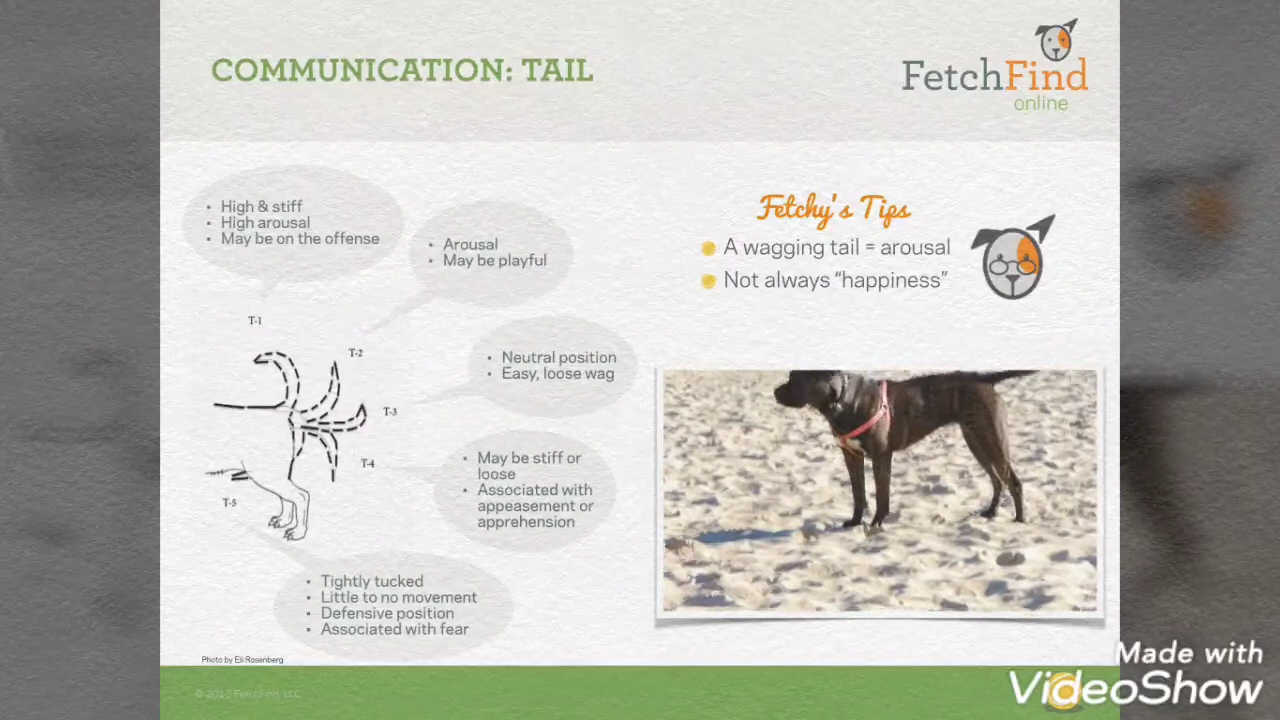 COMMUNICATION: TAIL
FetchFind
online
High & stiff
High arousal
May be on the offense
Arousal
May be playful
Fetchy's Tips
A wagging tail = arousal
Not always "happiness"
T-1
T-2
Neutral position
Easy, loose wag
T-3
T-4
May be stiff or
loose
Associated with
appeasement or
apprehension
T-5
Tightly tucked
Little to no movement
Defensive position
Associated with fear
Photo by Eli Rosenberg
© 2015 FetchFind, LLC
Made with
VideoShow